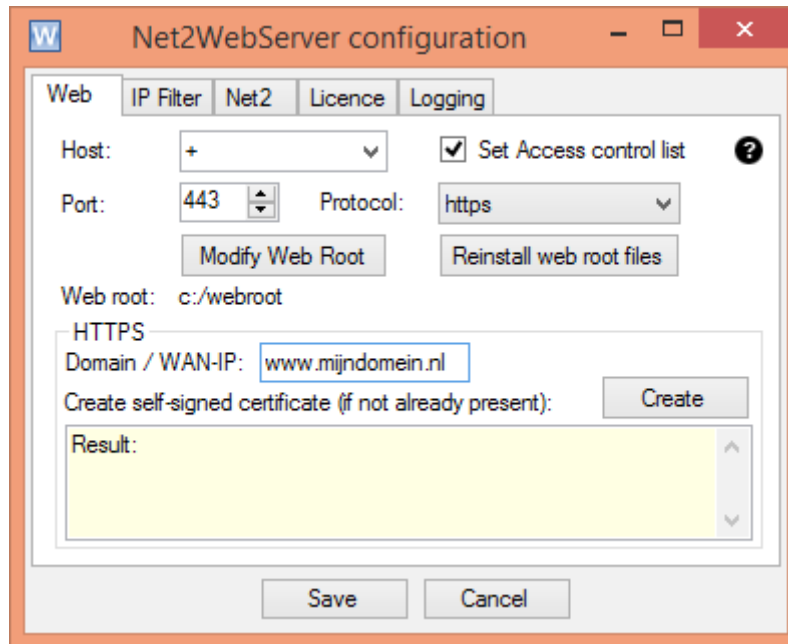 W Net2WebServer configuration
Web IP Filter Net2 Licence Logging
Host: + Set Access control list ?
Port: 443 Protocol: https
Modify Web Root Reinstall web root files
Web root: c:/webroot
HTTPS
Domain / WAN-IP: www.mijndomein.nl
Create self-signed certificate (if not already present): Create
Result:
Save Cancel